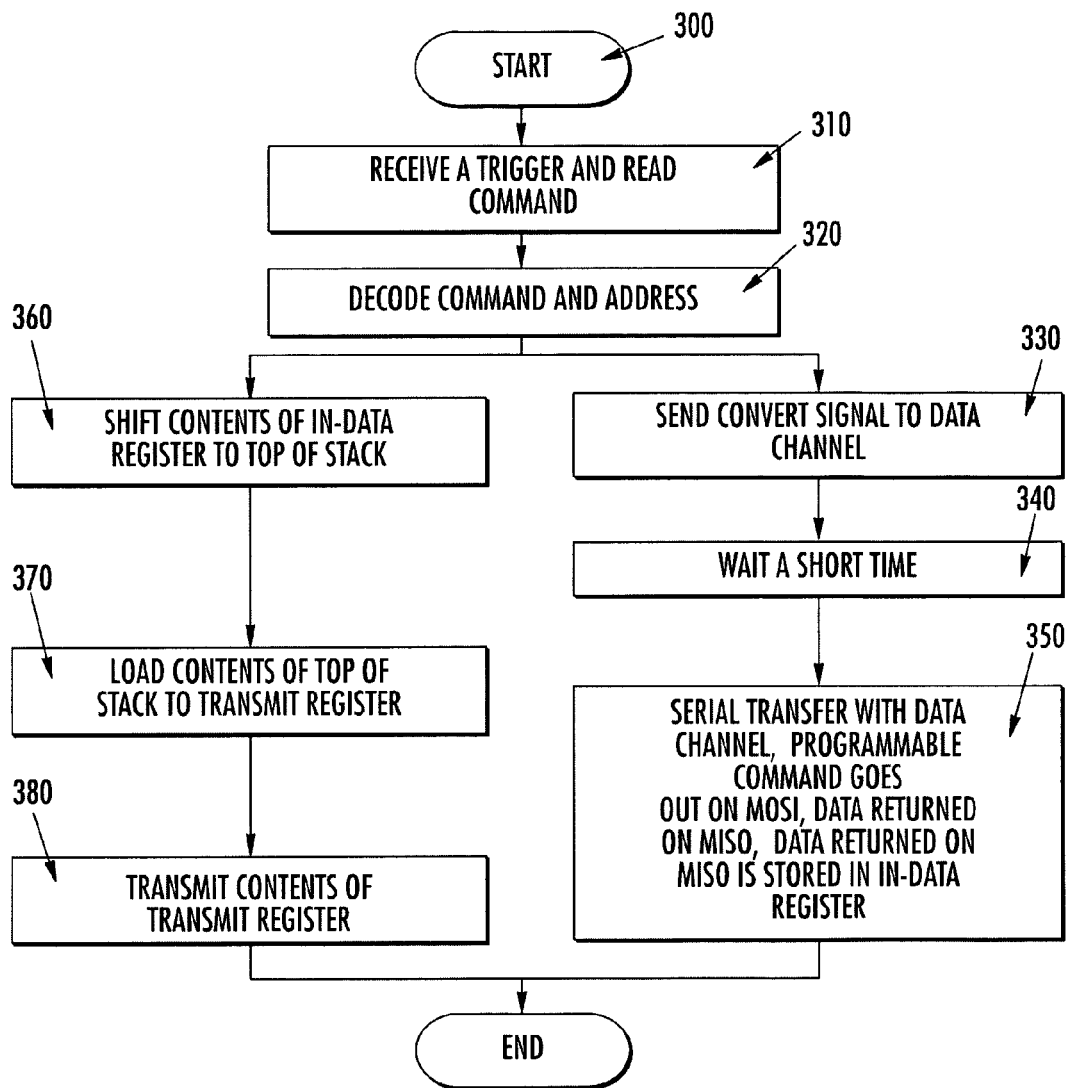 300
START
310
RECEIVE A TRIGGER AND READ
COMMAND
320
DECODE COMMAND AND ADDRESS
360
SHIFT CONTENTS OF IN-DATA
REGISTER TO TOP OF STACK
330
SEND CONVERT SIGNAL TO DATA
CHANNEL
340
WAIT A SHORT TIME
370
LOAD CONTENTS OF TOP OF
STACK TO TRANSMIT REGISTER
350
SERIAL TRANSFER WITH DATA
CHANNEL, PROGRAMMABLE
COMMAND GOES
OUT ON MOSI, DATA RETURNED
ON MISO, DATA RETURNED ON
MISO IS STORED IN IN-DATA
REGISTER
380
TRANSMIT CONTENTS OF
TRANSMIT REGISTER
END